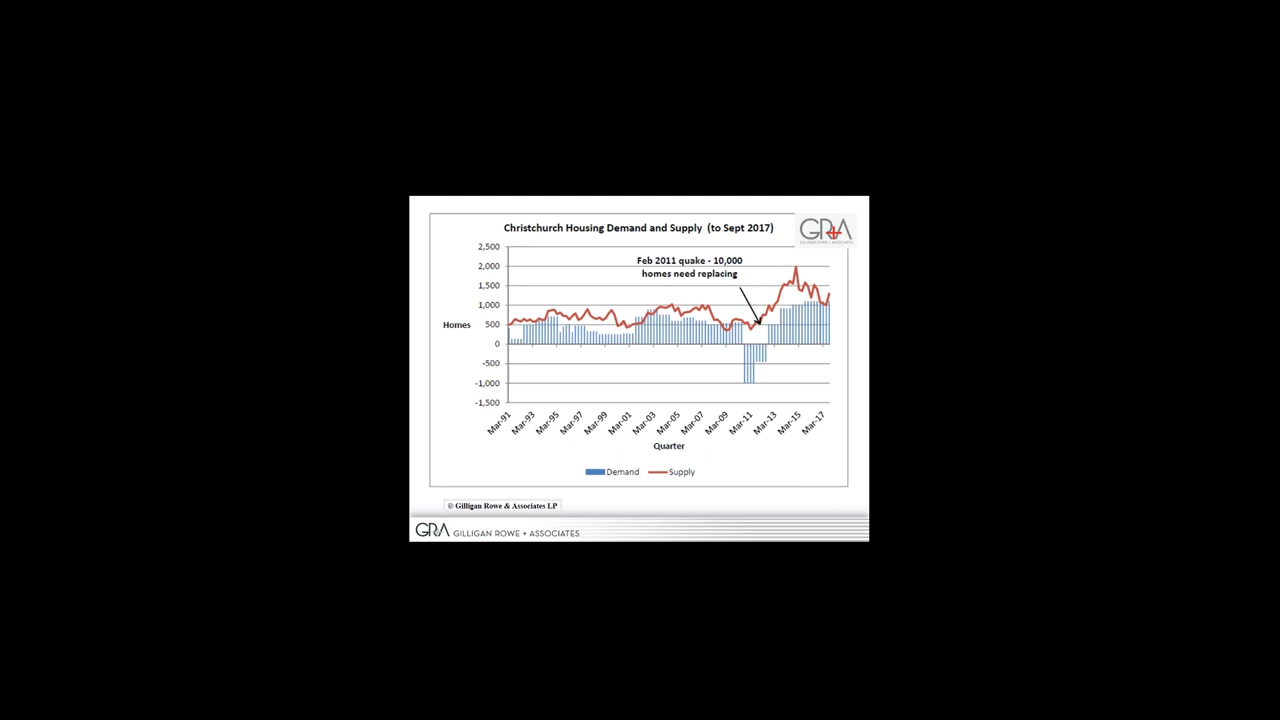 Christchurch Housing Demand and Supply (to Sept 2017)
GRA
GILLIGAN ROWE + ASSOCIATES
Feb 2011 quake - 10,000
homes need replacing
2,500
2,000
1,500
1,000
500
0
-500
-1,000
-1,500
Homes
Mar-91
Mar-93
Mar-95
Mar-97
Mar-99
Mar-01
Mar-03
Mar-05
Mar-07
Mar-09
Mar-11
Mar-13
Mar-15
Mar-17
Quarter
Demand
Supply
© Gilligan Rowe & Associates LP
GRA GILLIGAN ROWE + ASSOCIATES